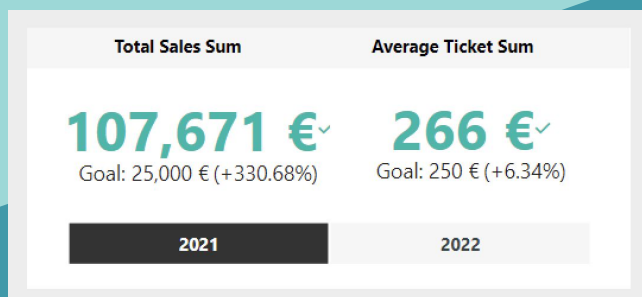 Total Sales Sum Average Ticket Sum
107,671 € 266 €
Goal: 25,000 € (+330.68%) Goal: 250 € (+6.34%)
2021 2022